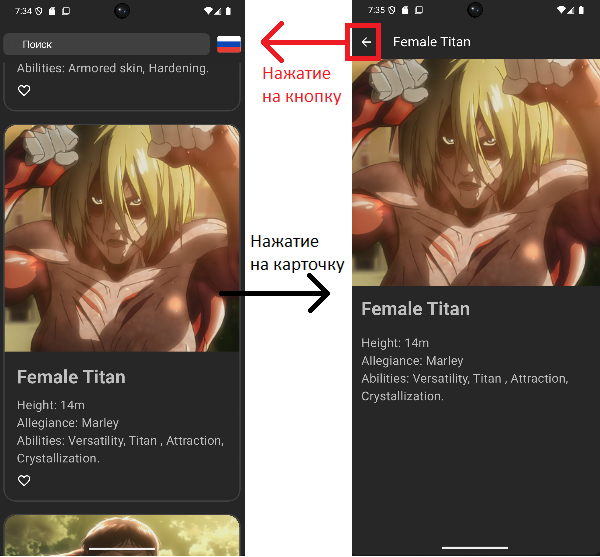 7:34
Поиск
Abilities: Armored skin, Hardening.
Female Titan
Height: 14m
Allegiance: Marley
Abilities: Versatility, Titan , Attraction,
Crystallization.
Нажатие
на кнопку
Нажатие
на карточку
7:35
Female Titan
Female Titan
Height: 14m
Allegiance: Marley
Abilities: Versatility, Titan , Attraction,
Crystallization.